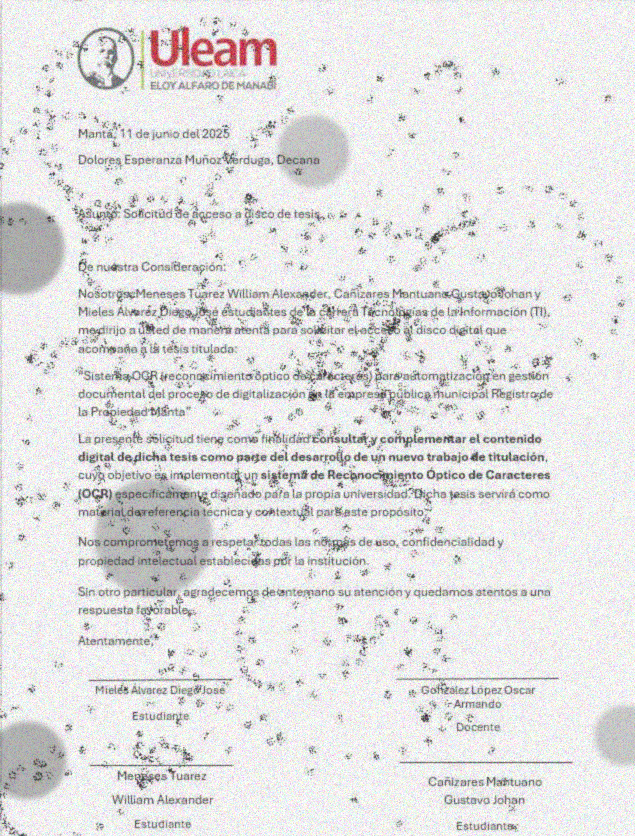 Uleam
UNIVERSIDAD LAICA
ELOY ALFARO DE MANABÍ
Manta, 11 de junio del 2025
Dolores Esperanza Muñoz Verduga, Decana
Asunto: Solicitud de acceso a disco de tesis
De nuestra Consideración:
Nosotros Meneses Tuarez William Alexander, Cañizares Mantuano Gustavo Johan y
Mieles Álvarez Diego José estudiantes de la carrera Tecnologías de la Información (TI),
me dirijo a usted de manera atenta para solicitar el acceso al disco digital que
acompaña a la tesis titulada:
"Sistema OCR (reconocimiento óptico de caracteres) para automatización en gestión
documental del proceso de digitalización en la empresa pública municipal Registro de
la Propiedad Manta"
La presente solicitud tiene como finalidad consultar y complementar el contenido
digital de dicha tesis como parte del desarrollo de un nuevo trabajo de titulación,
cuyo objetivo es implementar un sistema de Reconocimiento Óptico de Caracteres
(OCR) específicamente diseñado para la propia universidad. Dicha tesis servirá como
material de referencia técnica y contextual para este propósito.
Nos comprometemos a respetar todas las normas de uso, confidencialidad y
propiedad intelectual establecidas por la institución.
Sin otro particular, agradecemos de antemano su atención y quedamos atentos a una
respuesta favorable.
Atentamente,
Mieles Álvarez Diego José
Estudiante
González López Oscar
Armando
Docente
Meneses Tuarez
William Alexander
Estudiante
Cañizares Mantuano
Gustavo Johan
Estudiante